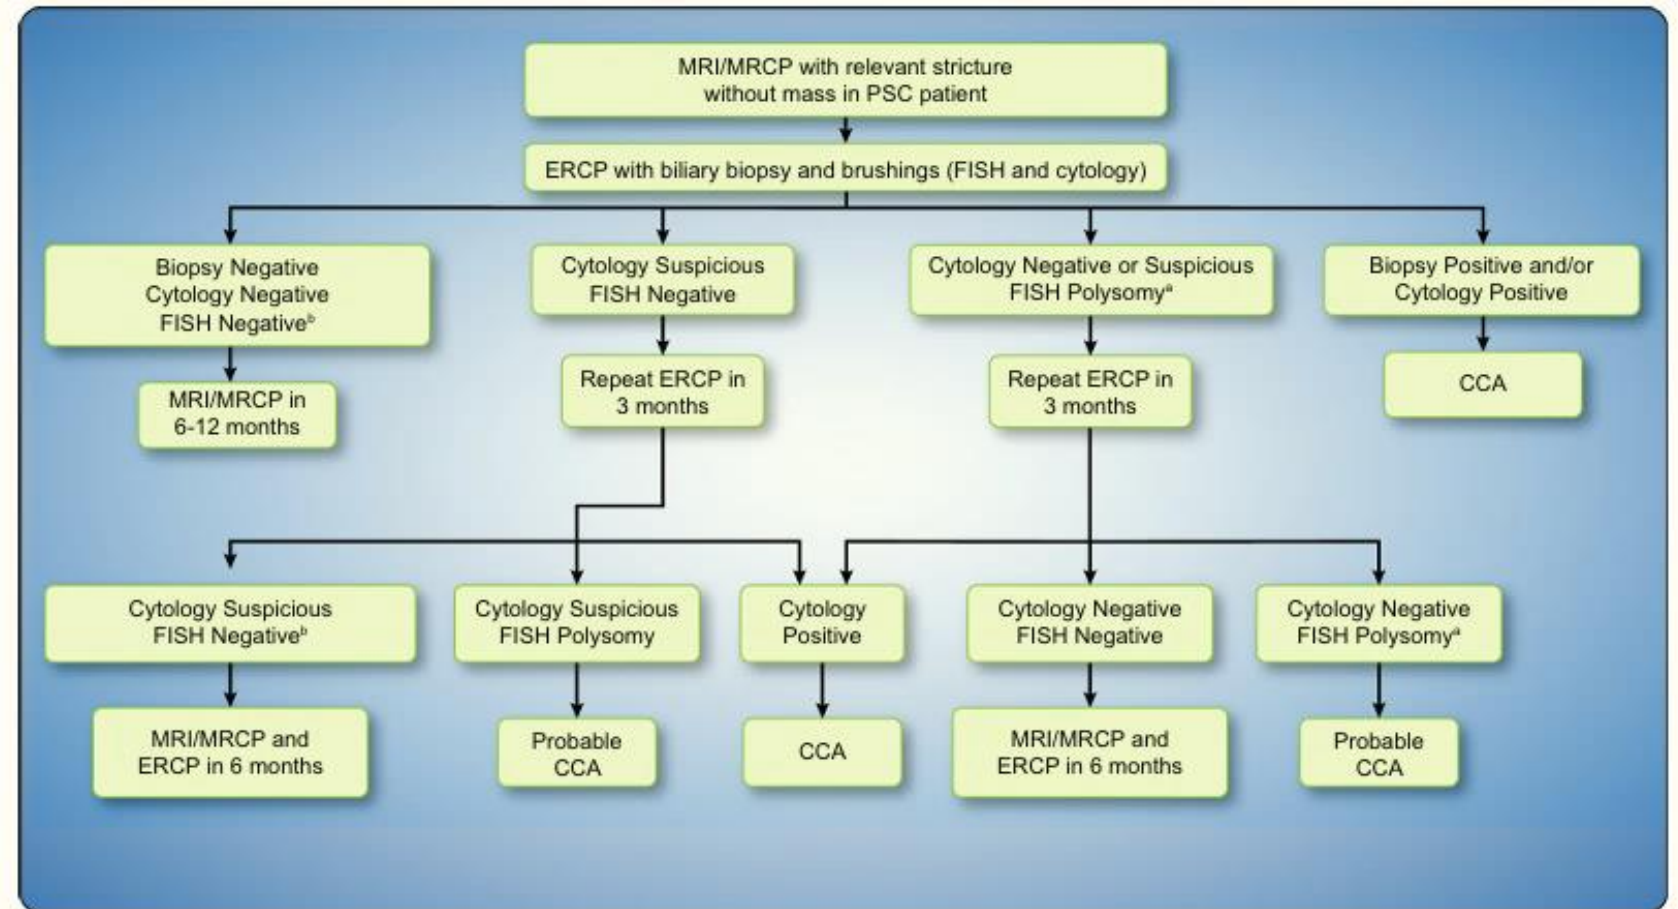 MRI/MRCP with relevant stricture
without mass in PSC patient
ERCP with biliary biopsy and brushings (FISH and cytology)
Biopsy Negative
Cytology Negative
FISH Negativeᵇ
Cytology Suspicious
FISH Negative
Cytology Negative or Suspicious
FISH Polysomyᵃ
Biopsy Positive and/or
Cytology Positive
MRI/MRCP in
6-12 months
Repeat ERCP in
3 months
Repeat ERCP in
3 months
CCA
Cytology Suspicious
FISH Negativeᵇ
Cytology Suspicious
FISH Polysomy
Cytology
Positive
Cytology Negative
FISH Negative
Cytology Negative
FISH Polysomyᵃ
MRI/MRCP and
ERCP in 6 months
Probable
CCA
CCA
MRI/MRCP and
ERCP in 6 months
Probable
CCA